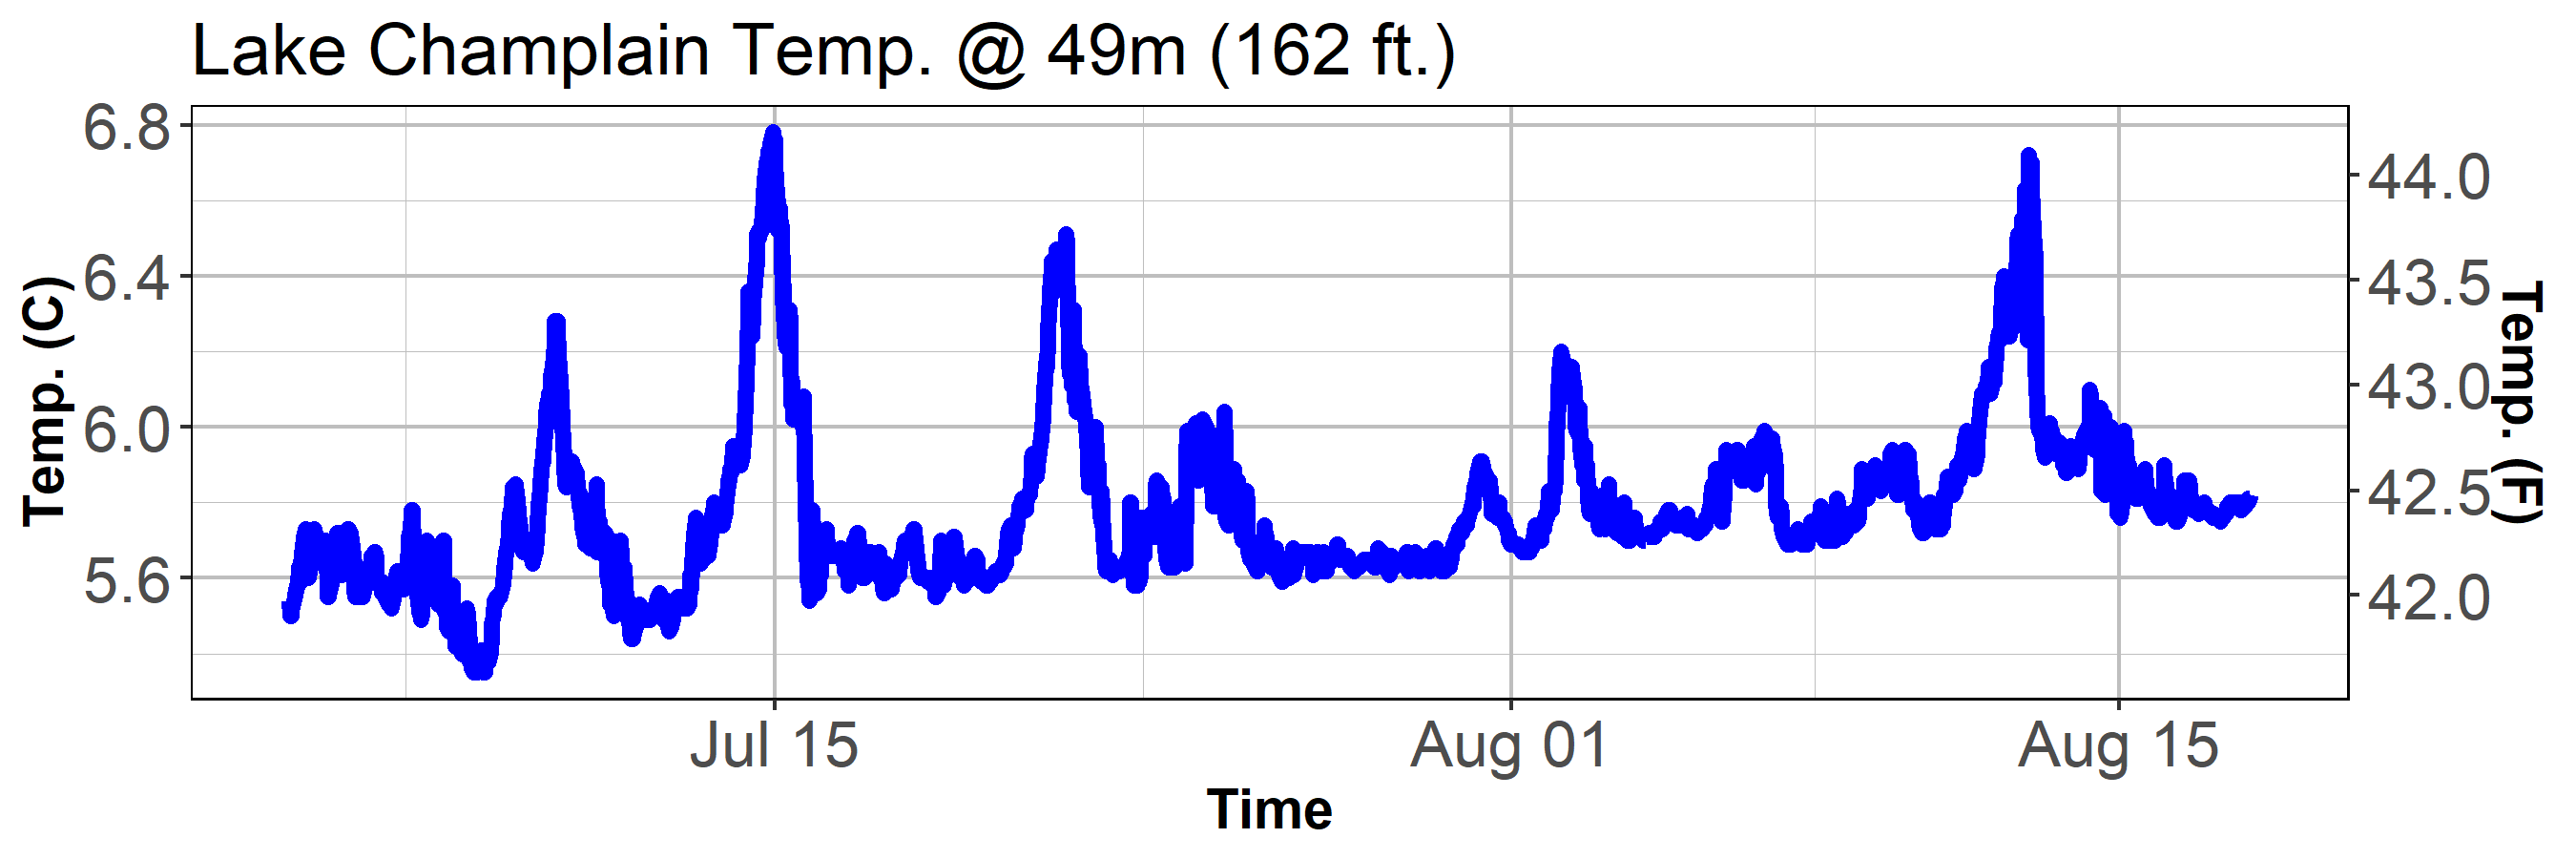 Lake Champlain Temp. @ 49m (162 ft.)
6.8
6.4
6.0
5.6
Temp. (C)
44.0
43.5
43.0
42.5
42.0
Temp. (F)
Jul 15
Aug 01
Aug 15
Time